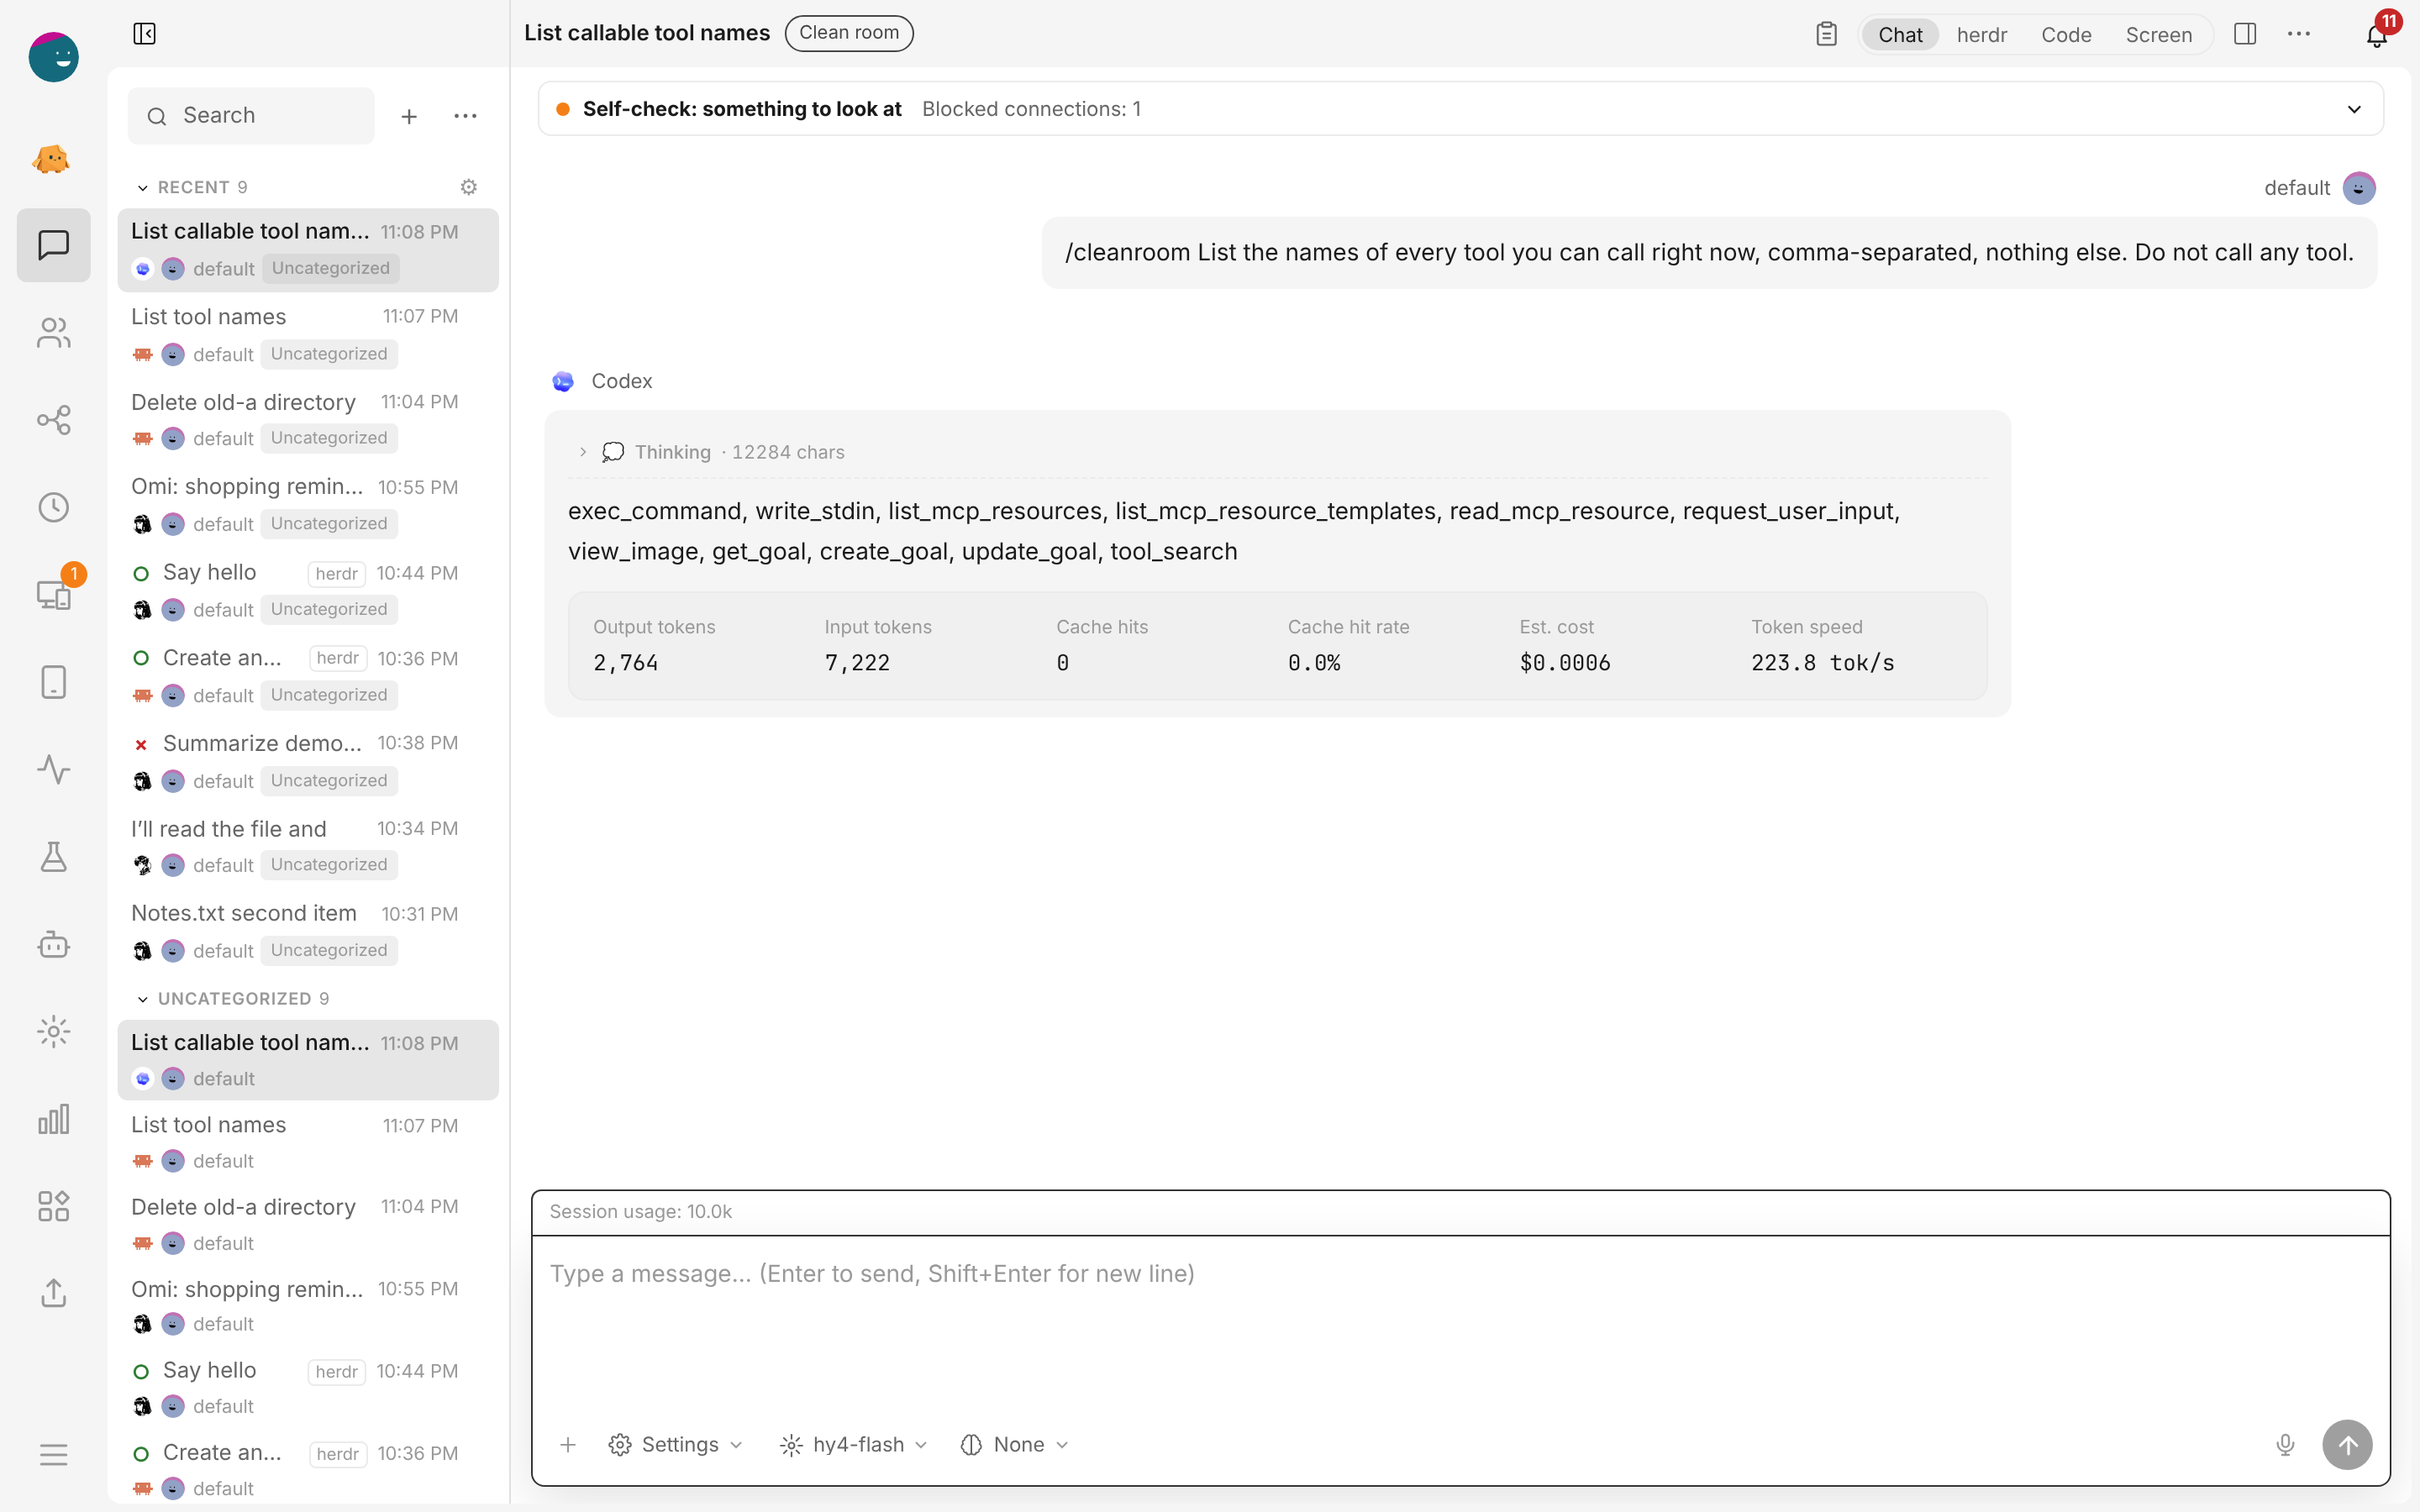 List callable tool names
Clean room
Chat
herdr
Code
Screen
11
Search
Self-check: something to look at
Blocked connections: 1
RECENT 9
List callable tool nam...
11:08 PM
default
Uncategorized
List tool names
11:07 PM
default
Uncategorized
Delete old-a directory
11:04 PM
default
Uncategorized
Omi: shopping remin...
10:55 PM
default
Uncategorized
1
Say hello
herdr
10:44 PM
default
Uncategorized
Create an...
herdr
10:36 PM
default
Uncategorized
Summarize demo...
10:38 PM
default
Uncategorized
I'll read the file and
10:34 PM
default
Uncategorized
Notes.txt second item
10:31 PM
default
Uncategorized
UNCATEGORIZED 9
List callable tool nam...
11:08 PM
default
List tool names
11:07 PM
default
Delete old-a directory
11:04 PM
default
Omi: shopping remin...
10:55 PM
default
Say hello
herdr
10:44 PM
default
Create an...
herdr
10:36 PM
default
default
/cleanroom List the names of every tool you can call right now, comma-separated, nothing else. Do not call any tool.
Codex
Thinking · 12284 chars
exec_command, write_stdin, list_mcp_resources, list_mcp_resource_templates, read_mcp_resource, request_user_input,
view_image, get_goal, create_goal, update_goal, tool_search
Output tokens
2,764
Input tokens
7,222
Cache hits
0
Cache hit rate
0.0%
Est. cost
$0.0006
Token speed
223.8 tok/s
Session usage: 10.0k
Type a message... (Enter to send, Shift+Enter for new line)
Settings
hy4-flash
None